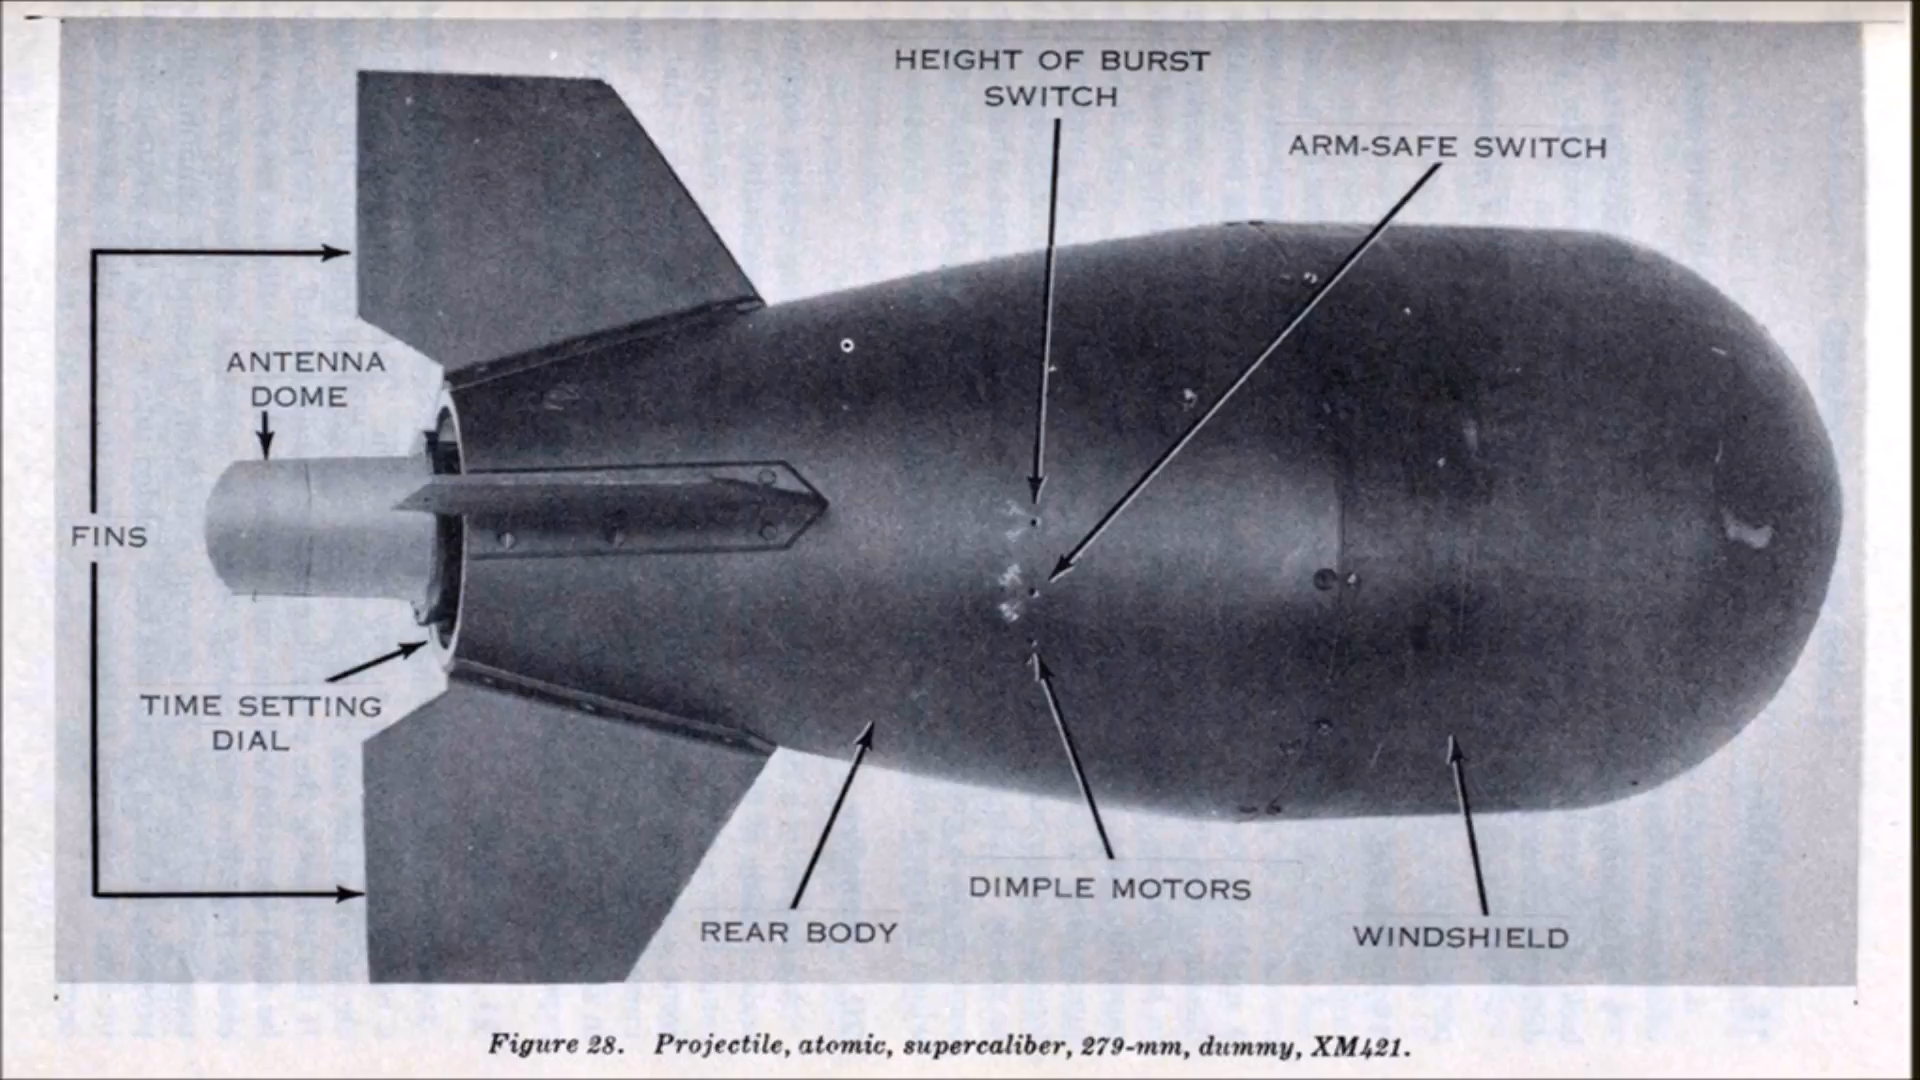 HEIGHT OF BURST
SWITCH
ARM-SAFE SWITCH
ANTENNA
DOME
FINS
TIME SETTING
DIAL
DIMPLE MOTORS
REAR BODY
WINDSHIELD
Figure 28. Projectile, atomic, supercaliber, 279-mm, dummy, XM421.